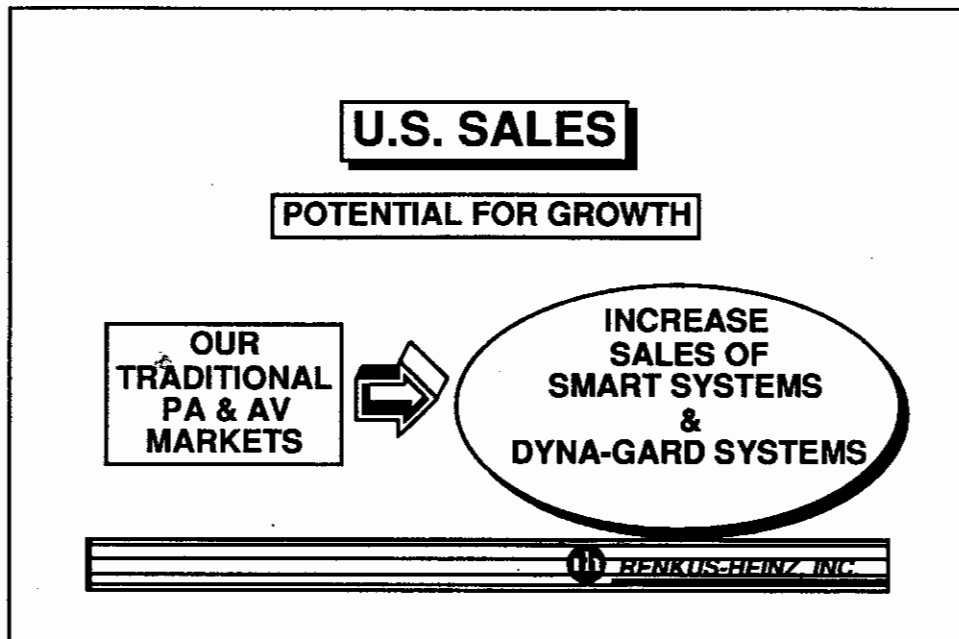 U.S. SALES
POTENTIAL FOR GROWTH
OUR
TRADITIONAL
PA & AV
MARKETS
INCREASE
SALES OF
SMART SYSTEMS
&
DYNA-GARD SYSTEMS
rh RENKUS-HEINZ, INC.